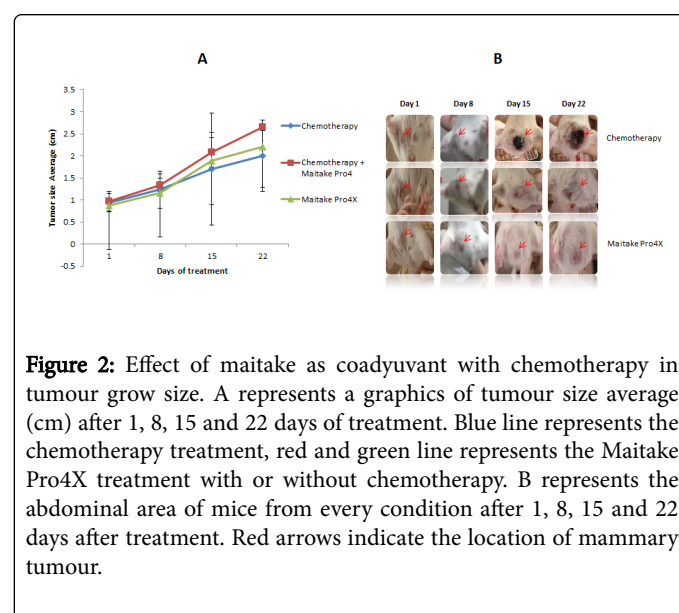 A
B
3.5
3
2.5
2
1.5
1
0.5
0
-0.5
Tumor size Average (cm)
1
8
15
22
Days of treatment
Chemotherapy
Chemotherapy +
Maitake Pro4
Maitake Pro4X
Day 1
Day 8
Day 15
Day 22
Chemotherapy
Maitake Pro4X
Figure 2: Effect of maitake as coadyuvant with chemotherapy in
tumour grow size. A represents a graphics of tumour size average
(cm) after 1, 8, 15 and 22 days of treatment. Blue line represents the
chemotherapy treatment, red and green line represents the Maitake
Pro4X treatment with or without chemotherapy. B represents the
abdominal area of mice from every condition after 1, 8, 15 and 22
days after treatment. Red arrows indicate the location of mammary
tumour.